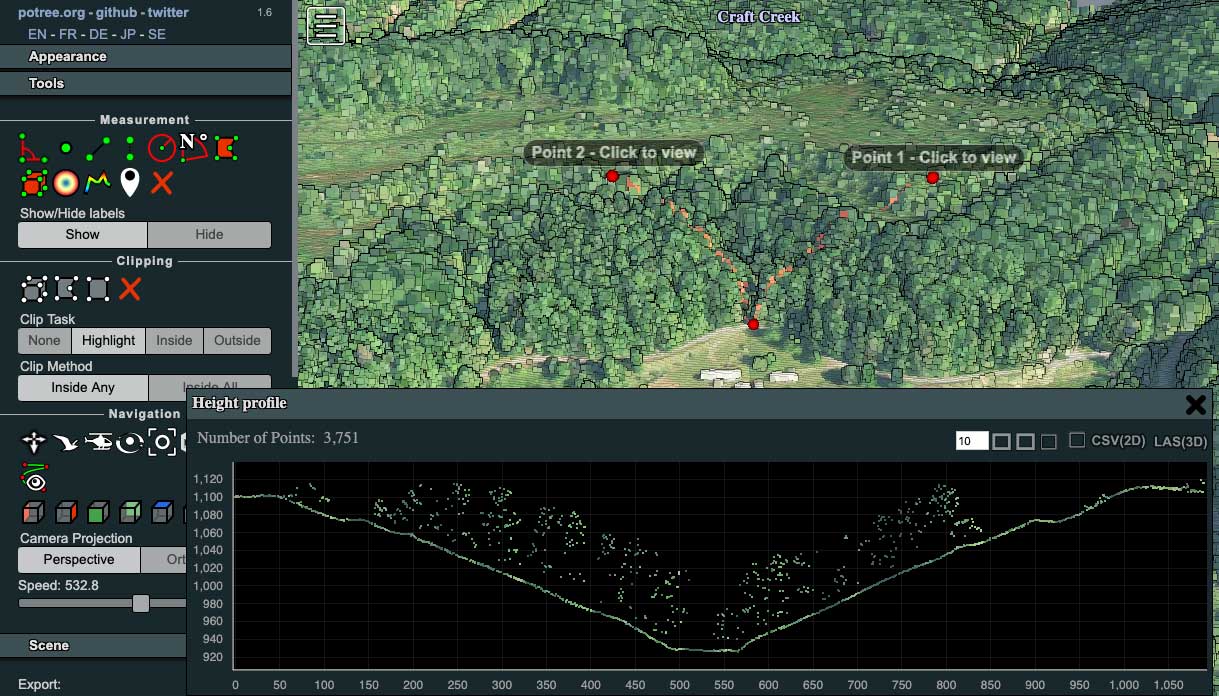 potree.org - github - twitter 1.6
EN - FR - DE - JP - SE
Appearance
Tools
Measurement
N°
Show/Hide labels
Show Hide
Clipping
Clip Task
None Highlight Inside Outside
Clip Method
Inside Any Inside All
Navigation
Camera Projection
Perspective Ort
Speed: 532.8
Scene
Export:
Craft Creek
Point 2 - Click to view
Point 1 - Click to view
Height profile
Number of Points: 3,751
10 CSV(2D) LAS(3D)
1,120
1,100
1,080
1,060
1,040
1,020
1,000
980
960
940
920
0 50 100 150 200 250 300 350 400 450 500 550 600 650 700 750 800 850 900 950 1,000 1,050